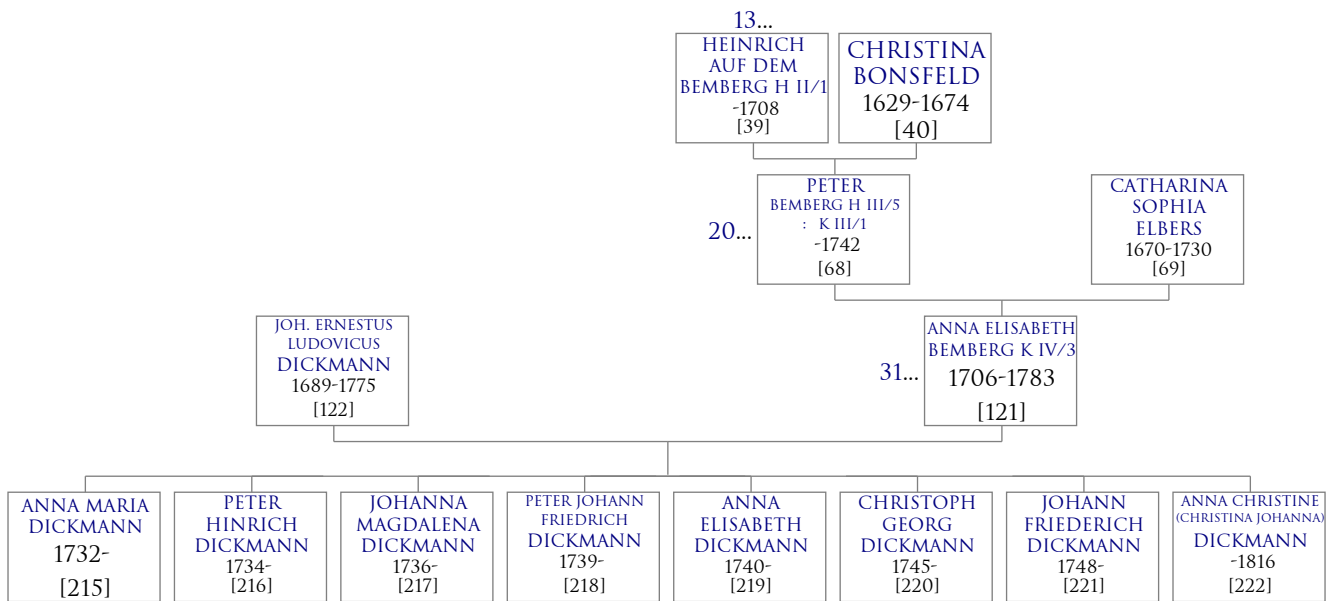 13...
HEINRICH
AUF DEM
BEMBERG H II/1
-1708
[39]
CHRISTINA
BONSFELD
1629-1674
[40]
20...
PETER
BEMBERG H III/5
: K III/1
-1742
[68]
CATHARINA
SOPHIA
ELBERS
1670-1730
[69]
JOH. ERNESTUS
LUDOVICUS
DICKMANN
1689-1775
[122]
31...
ANNA ELISABETH
BEMBERG K IV/3
1706-1783
[121]
ANNA MARIA
DICKMANN
1732-
[215]
PETER
HINRICH
DICKMANN
1734-
[216]
JOHANNA
MAGDALENA
DICKMANN
1736-
[217]
PETER JOHANN
FRIEDRICH
DICKMANN
1739-
[218]
ANNA
ELISABETH
DICKMANN
1740-
[219]
CHRISTOPH
GEORG
DICKMANN
1745-
[220]
JOHANN
FRIEDERICH
DICKMANN
1748-
[221]
ANNA CHRISTINE
(CHRISTINA JOHANNA)
DICKMANN
-1816
[222]